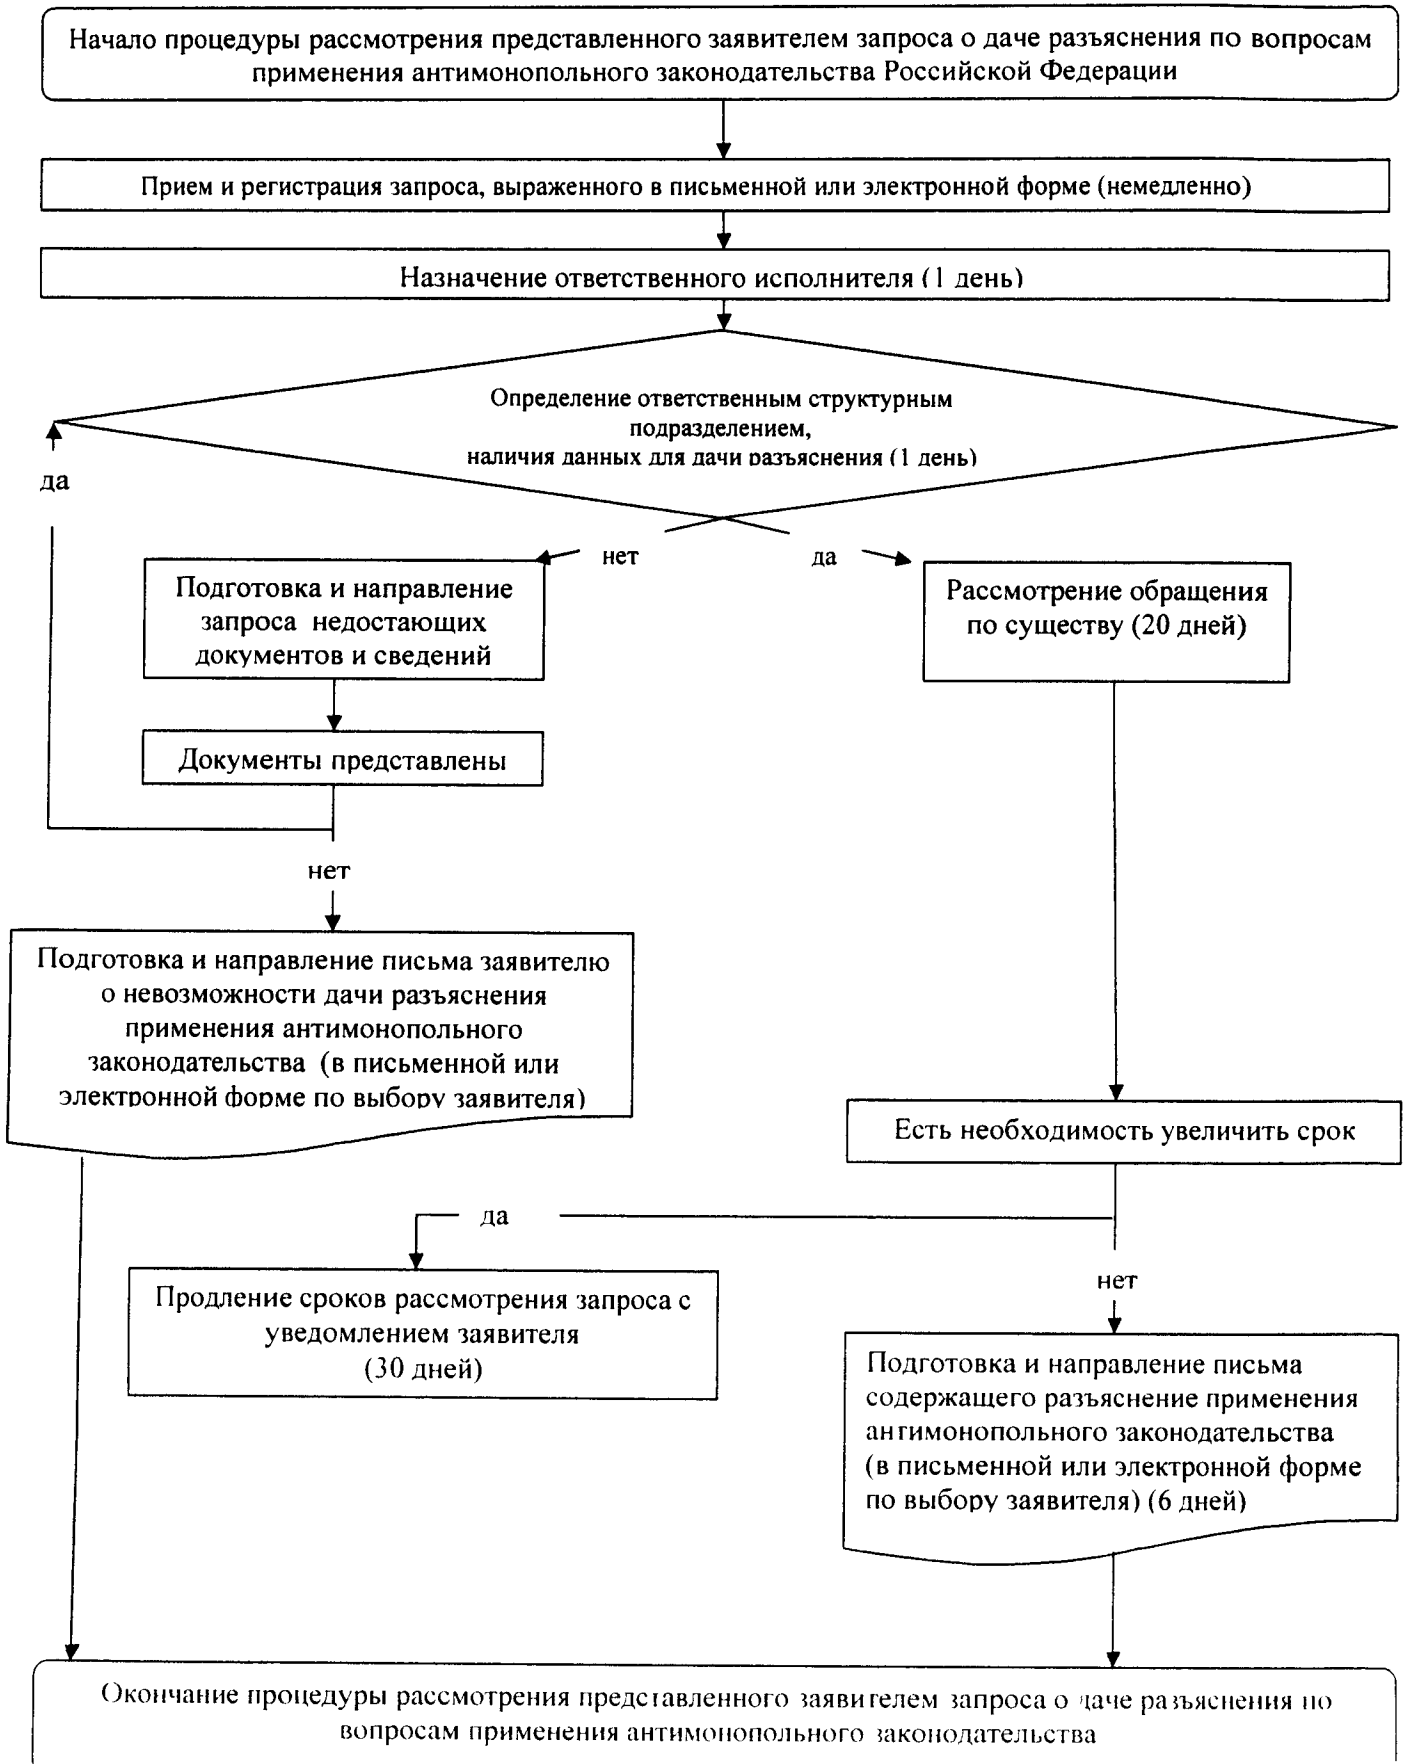 Начало процедуры рассмотрения представленного заявителем запроса о даче разъяснения по вопросам
применения антимонопольного законодательства Российской Федерации
Прием и регистрация запроса, выраженного в письменной или электронной форме (немедленно)
Назначение ответственного исполнителя (1 день)
Определение ответственным структурным
подразделением,
наличия данных для дачи разъяснения (1 день)
да
нет
да
Подготовка и направление
запроса недостающих
документов и сведений
Рассмотрение обращения
по существу (20 дней)
Документы представлены
нет
Подготовка и направление письма заявителю
о невозможности дачи разъяснения
применения антимонопольного
законодательства (в письменной или
электронной форме по выбору заявителя)
Есть необходимость увеличить срок
да
нет
Продление сроков рассмотрения запроса с
уведомлением заявителя
(30 дней)
Подготовка и направление письма
содержащего разъяснение применения
антимонопольного законодательства
(в письменной или электронной форме
по выбору заявителя) (6 дней)
Окончание процедуры рассмотрения представленного заявителем запроса о даче разъяснения по
вопросам применения антимонопольного законодательства